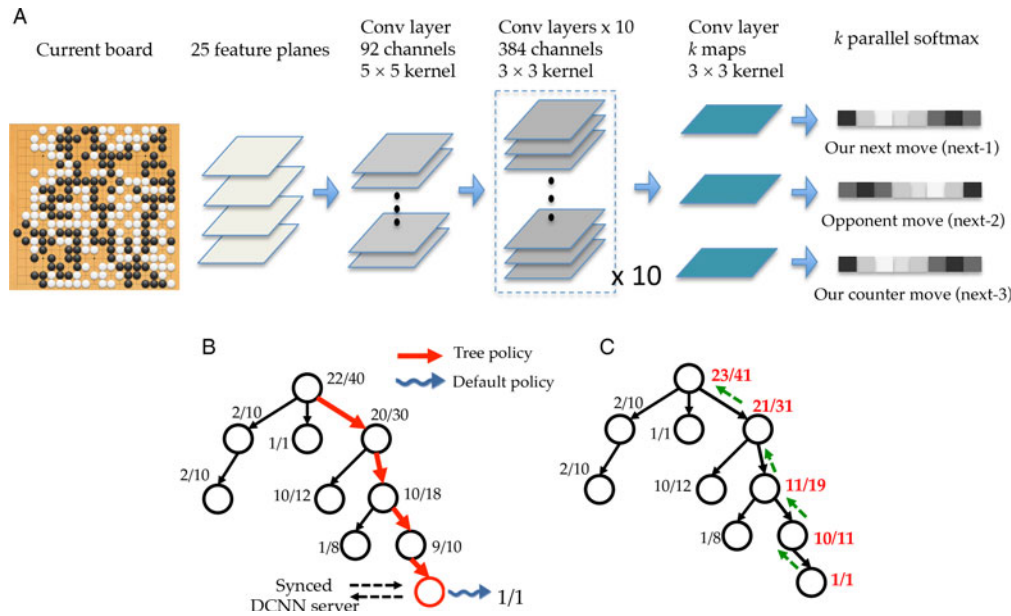 A
Current board
25 feature planes
Conv layer
92 channels
5 × 5 kernel
Conv layers x 10
384 channels
3 × 3 kernel
Conv layer
k maps
3 × 3 kernel
k parallel softmax
Our next move (next-1)
Opponent move (next-2)
x 10
Our counter move (next-3)
B
Tree policy
Default policy
22/40
2/10
20/30
1/1
2/10
10/12
10/18
1/8
9/10
Synced
DCNN server
1/1
C
23/41
2/10
21/31
1/1
2/10
10/12
11/19
1/8
10/11
1/1